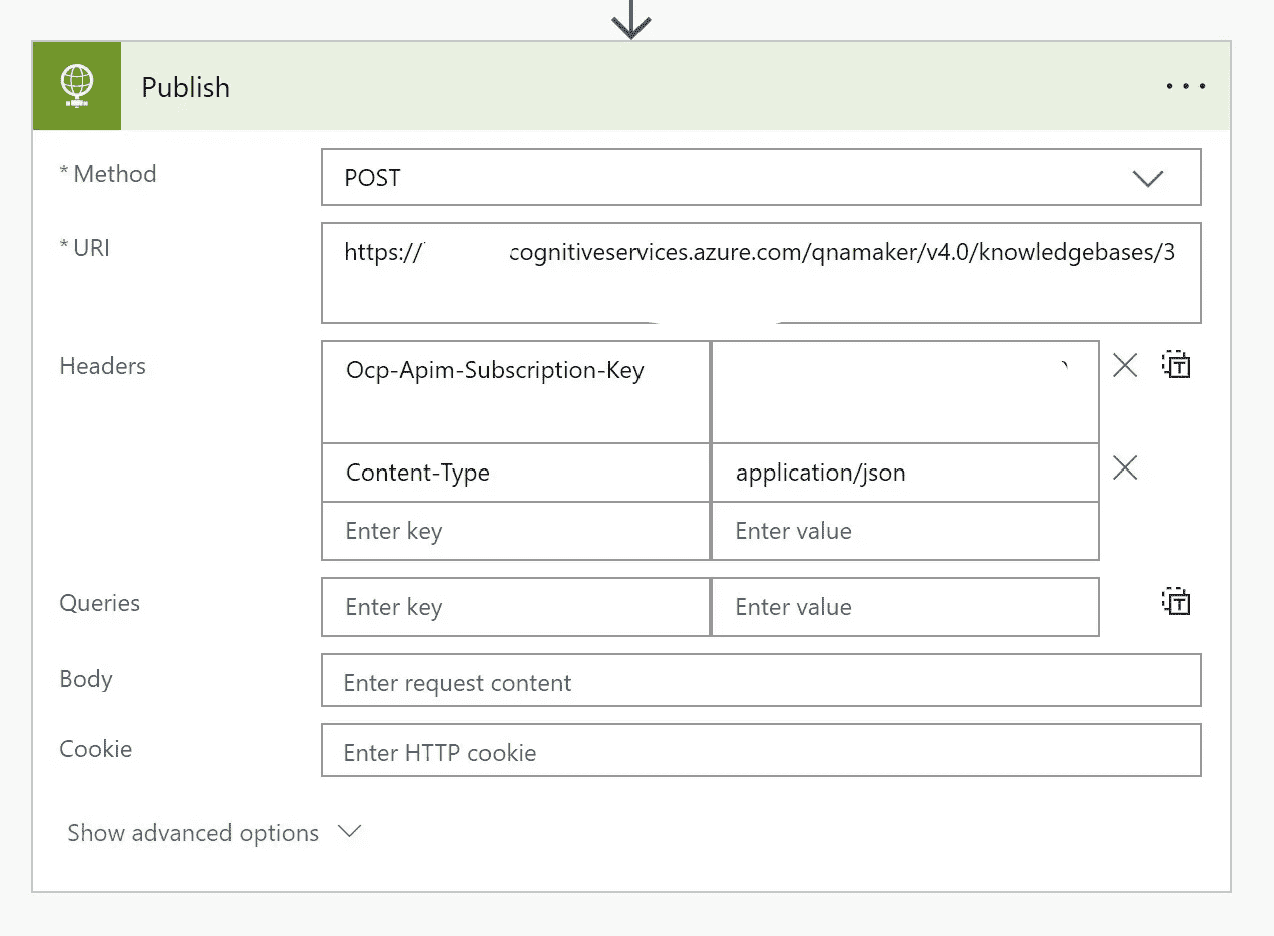 Publish
* Method POST
* URI https:// cognitiveservices.azure.com/qnamaker/v4.0/knowledgebases/3
Headers Ocp-Apim-Subscription-Key
Content-Type application/json
Enter key Enter value
Queries Enter key Enter value
Body Enter request content
Cookie Enter HTTP cookie
Show advanced options